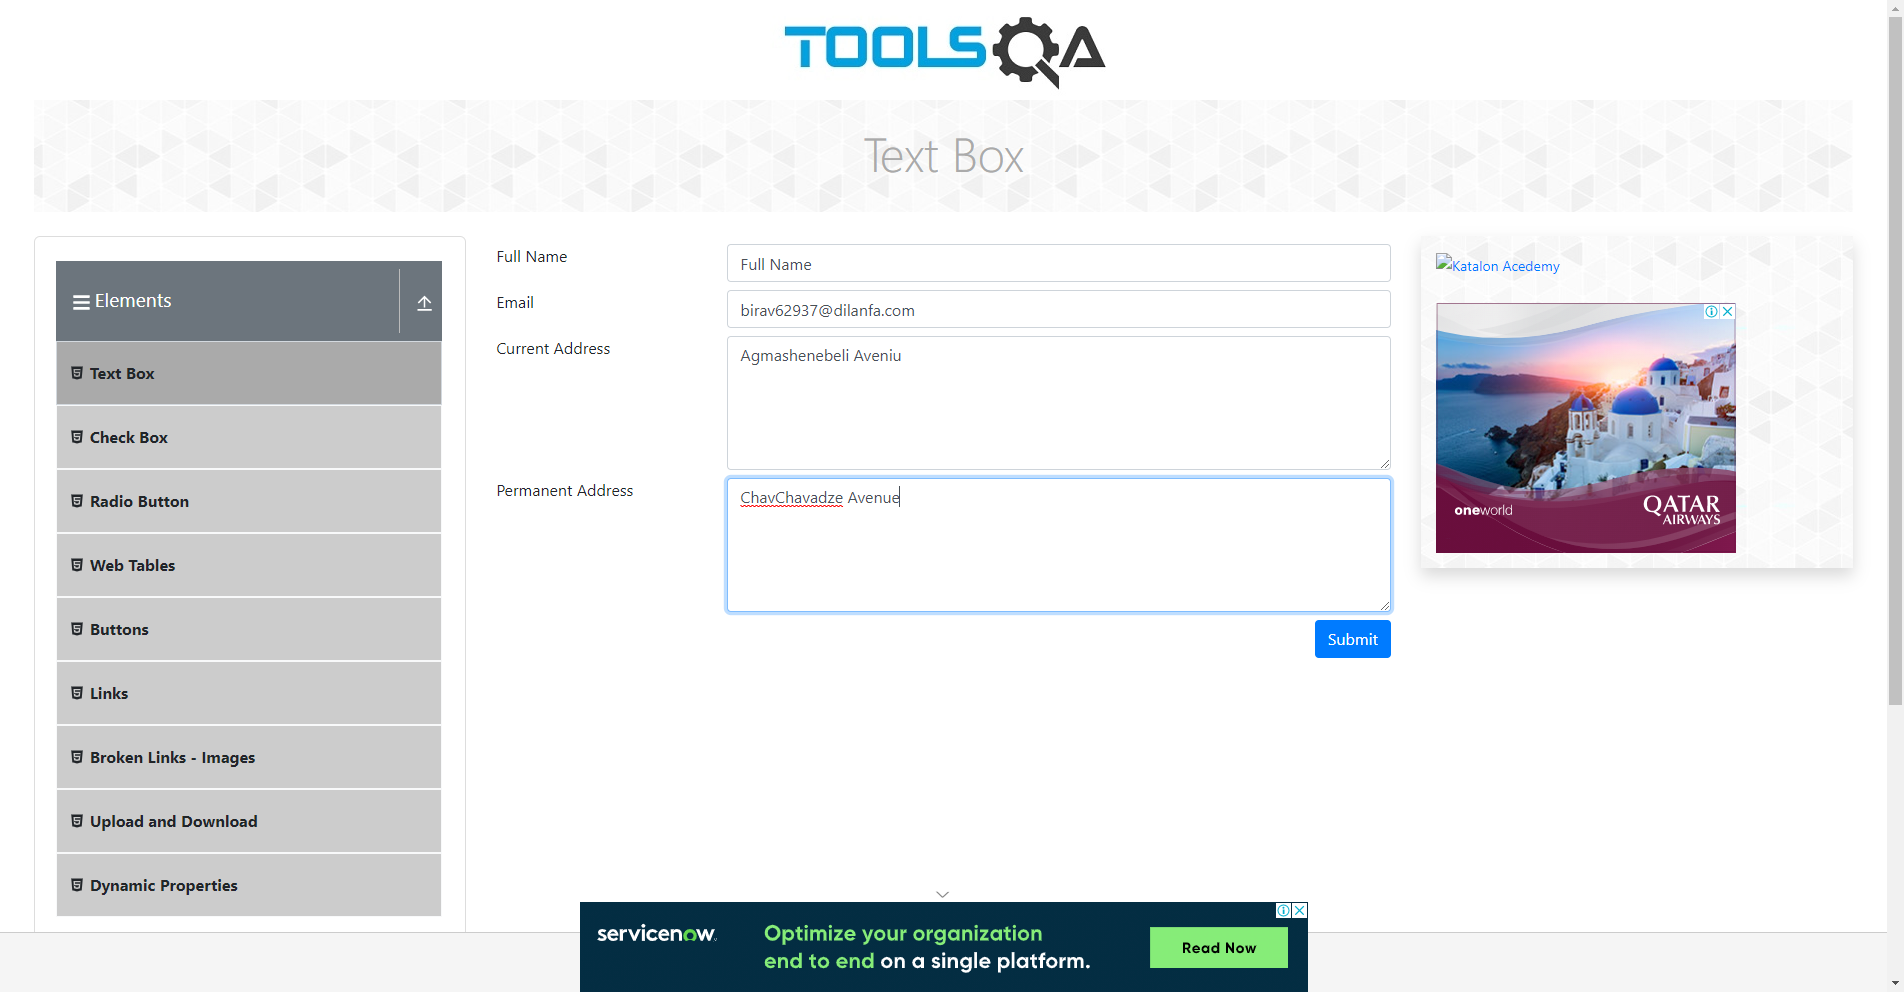 TOOLSQA
Text Box
Elements
Text Box
Check Box
Radio Button
Web Tables
Buttons
Links
Broken Links - Images
Upload and Download
Dynamic Properties
Full Name
Full Name
Email
birav62937@dilanfa.com
Current Address
Agmashenebeli Aveniu
Permanent Address
ChavChavadze Avenue
Submit
Katalon Acedemy
oneworld
QATAR
AIRWAYS
servicenow
Optimize your organization
end to end on a single platform.
Read Now